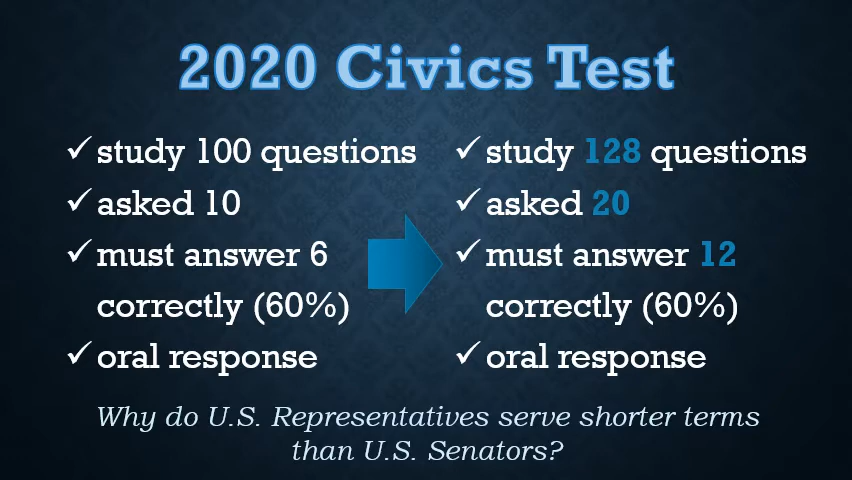 2020 Civics Test
✓ study 100 questions
✓ asked 10
✓ must answer 6
correctly (60%)
✓ oral response
✓ study 128 questions
✓ asked 20
✓ must answer 12
correctly (60%)
✓ oral response
Why do U.S. Representatives serve shorter terms
than U.S. Senators?